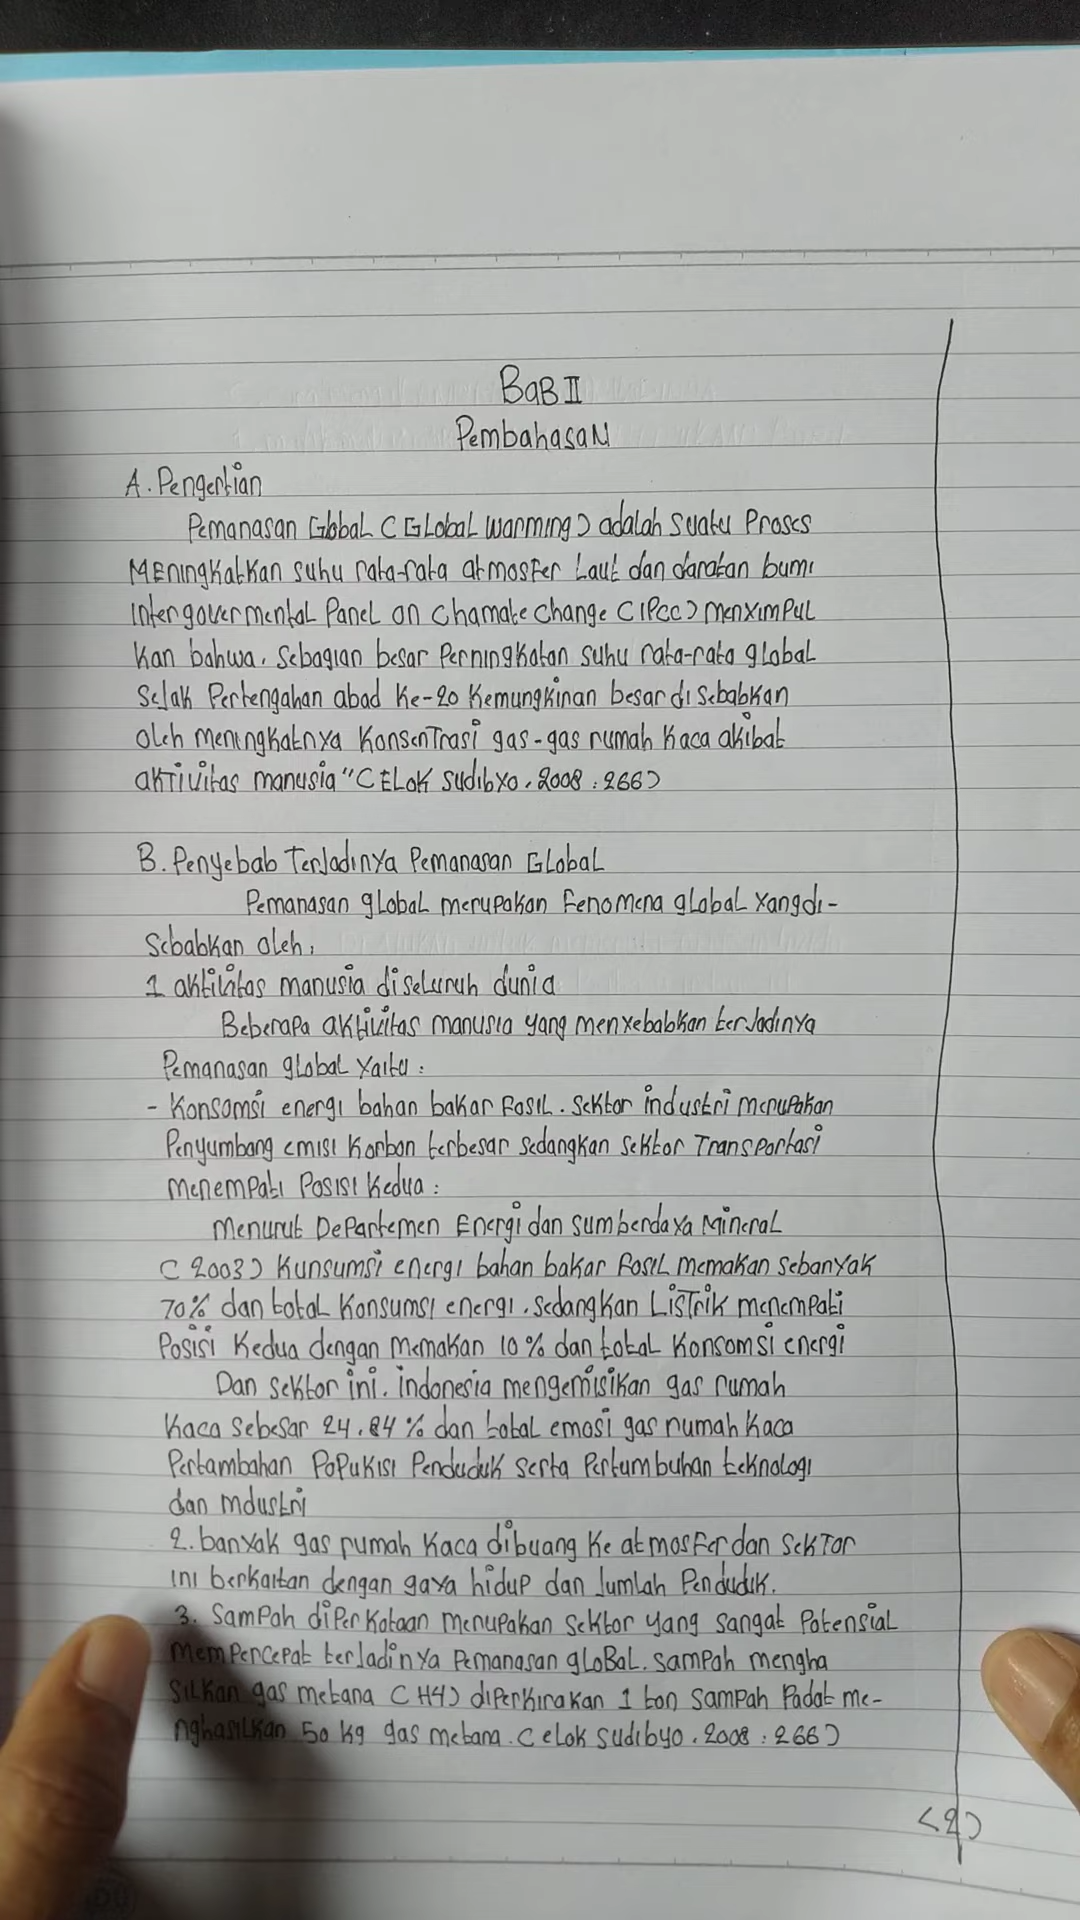 BaB II
PembahasaN
A. Pengertian
Pemanasan Global (Global warming) adalah suatu Proses
MEningkatkan suhu rata-rata atmosfer Laut dan daratan bumi
intergovermental Panel on Chamate Change (IPCC) menyimpul
kan bahwa, Sebagian besar Perningkatan suhu rata-rata global
Sejak Pertengahan abad Ke-20 Kemungkinan besar disebabkan
oleh meningkatnya KonsenTrasi gas-gas rumah Kaca akibat
aKTivitas manusia" (ELOK Sudibyo, 2008 : 266)
B. Penyebab Terjadinya Pemanasan Global
Pemanasan global merupakan fenomena global yang di-
Sebabkan oleh :
1 aktivitas manusia diseluruh dunia
Beberapa aktivitas manusia yang menyebabkan terjadinya
Pemanasan global yaitu :
- Konsomsi energi bahan bakar fosil. Sektor industri merupakan
Penyumbang emisi Korbon terbesar sedangkan sektor Transportasi
menempati Posisi Kedua :
menurut Departemen Energi dan sumberdaya Mineral
(2003) Kunsumsi energi bahan bakar fosil memakan sebanyak
70% dan total Konsumsi energi. sedangkan LisTrik menempati
Posisi Kedua dengan memakan 10% dan total Konsomsi energi
Dan sektor ini. indonesia mengemisikan gas rumah
Kaca sebesar 24,84% dan total emosi gas rumah Kaca
Pertambahan PoPukisi Penduduk serta Pertumbuhan teknologi
dan mdustri
2. banyak gas rumah Kaca dibuang Ke atmosfer dan SekTor
ini berkaitan dengan gaya hidup dan Jumlah Penduduk.
3. Sampah diPerkotaan merupakan sektor yang sangat Potensial
memPercepat terjadinya Pemanasan gloBal. sampah mengha
silkan gas metana (H4) diperkirakan 1 ton sampah Padat me-
nghasilkan 50 kg gas metana. (elok sudibyo, 2008 : 266)
(2)